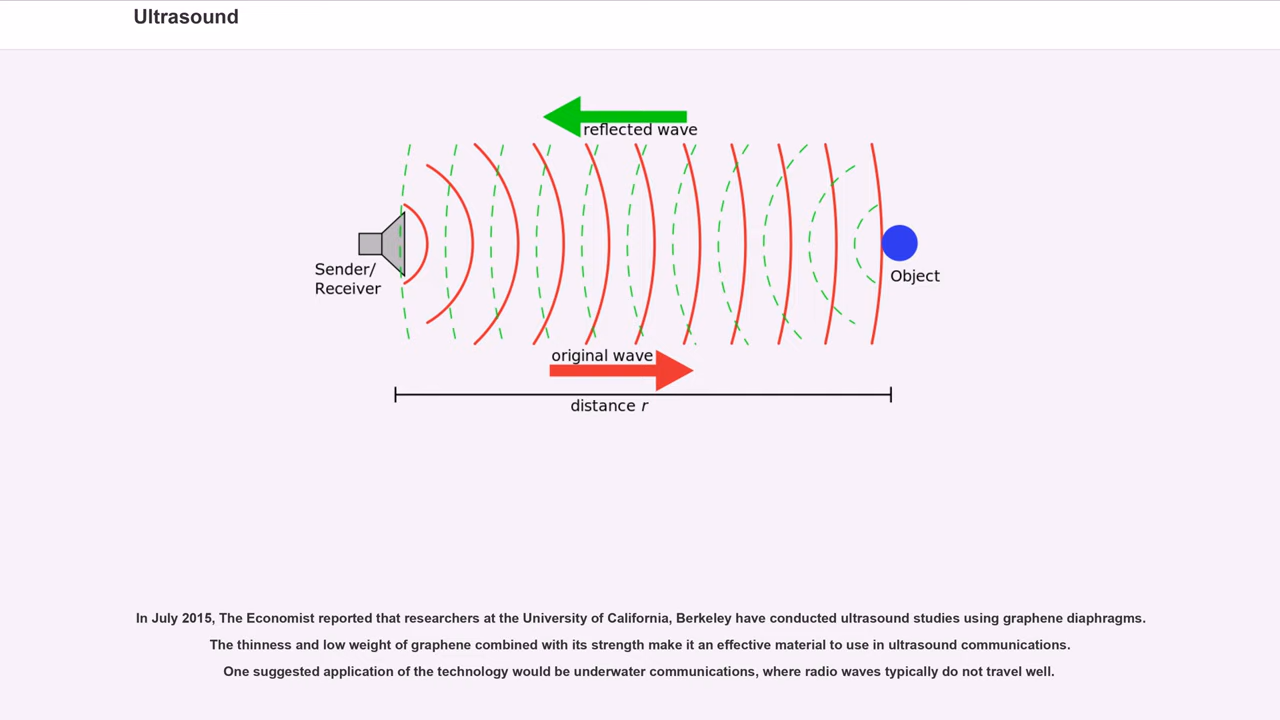 Ultrasound
reflected wave
Sender/
Receiver
Object
original wave
distance r
In July 2015, The Economist reported that researchers at the University of California, Berkeley have conducted ultrasound studies using graphene diaphragms.
The thinness and low weight of graphene combined with its strength make it an effective material to use in ultrasound communications.
One suggested application of the technology would be underwater communications, where radio waves typically do not travel well.